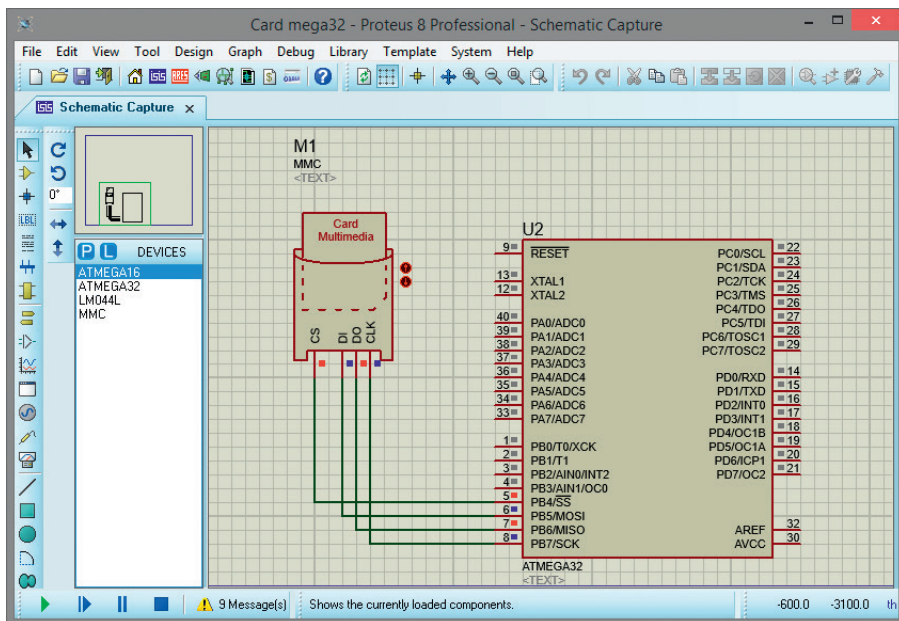 Card mega32 - Proteus 8 Professional - Schematic Capture
File Edit View Tool Design Graph Debug Library Template System Help
Schematic Capture x
0°
LBL
P L DEVICES
ATMEGA16
ATMEGA32
LM044L
MMC
M1
MMC
<TEXT>
Card
Multimedia
CS DI DO CLK
U2
9 RESET
13 XTAL1
12 XTAL2
40 PA0/ADC0
39 PA1/ADC1
38 PA2/ADC2
37 PA3/ADC3
36 PA4/ADC4
35 PA5/ADC5
34 PA6/ADC6
33 PA7/ADC7
1 PB0/T0/XCK
2 PB1/T1
3 PB2/AIN0/INT2
4 PB3/AIN1/OC0
5 PB4/SS
6 PB5/MOSI
7 PB6/MISO
8 PB7/SCK
PC0/SCL 22
PC1/SDA 23
PC2/TCK 24
PC3/TMS 25
PC4/TDO 26
PC5/TDI 27
PC6/TOSC1 28
PC7/TOSC2 29
PD0/RXD 14
PD1/TXD 15
PD2/INT0 16
PD3/INT1 17
PD4/OC1B 18
PD5/OC1A 19
PD6/ICP1 20
PD7/OC2 21
AREF 32
AVCC 30
ATMEGA32
<TEXT>
9 Message(s) Shows the currently loaded components. -600.0 -3100.0 th